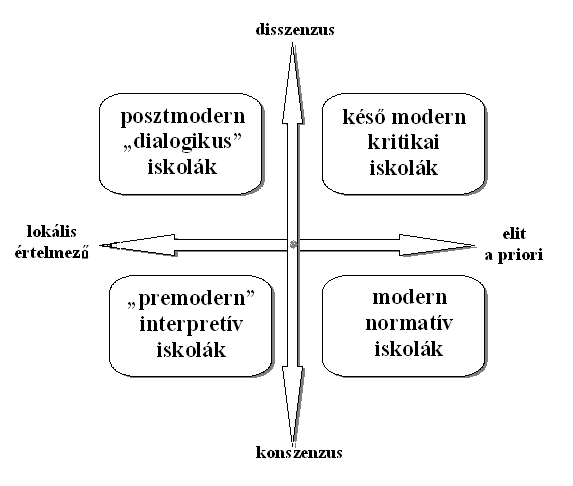 disszenzus
posztmodern
„dialogikus”
iskolák
késő modern
kritikai
iskolák
lokális
értelmező
elit
a priori
„premodern”
interpretív
iskolák
modern
normatív
iskolák
konszenzus